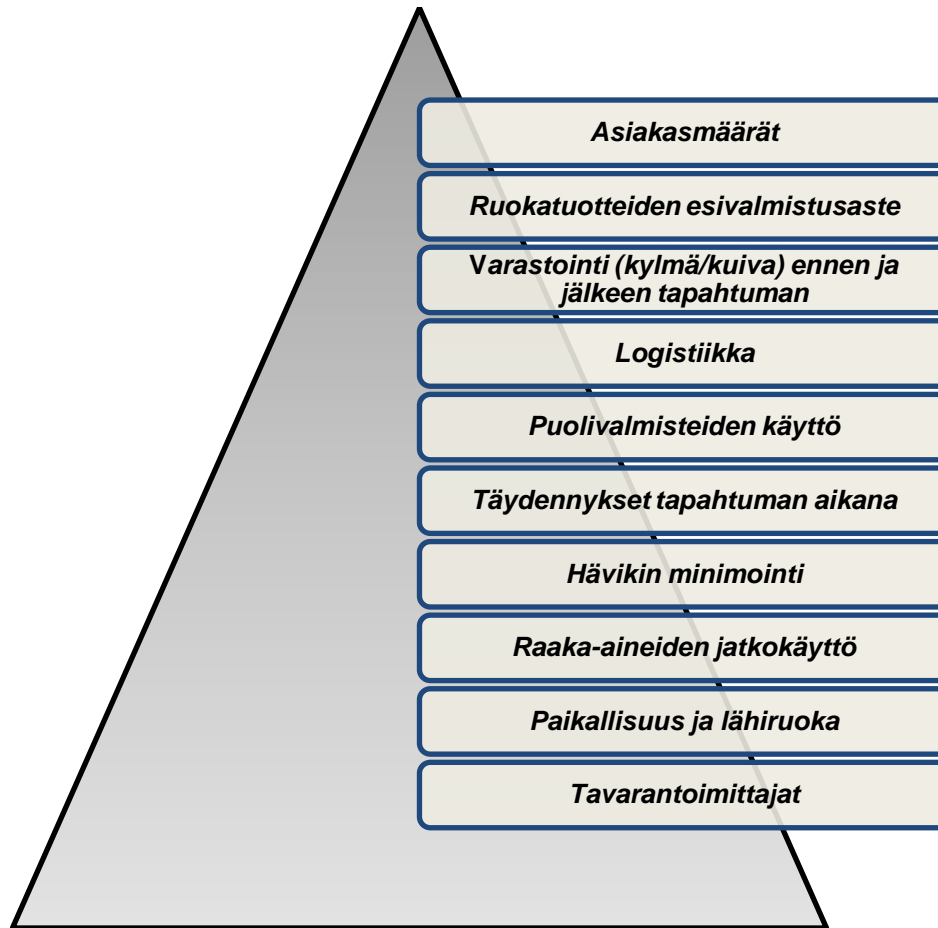 Asiakasmäärät
Ruokatuotteiden esivalmistusaste
Varastointi (kylmä/kuiva) ennen ja
jälkeen tapahtuman
Logistiikka
Puolivalmisteiden käyttö
Täydennykset tapahtuman aikana
Hävikin minimointi
Raaka-aineiden jatkokäyttö
Paikallisuus ja lähiruoka
Tavarantoimittajat